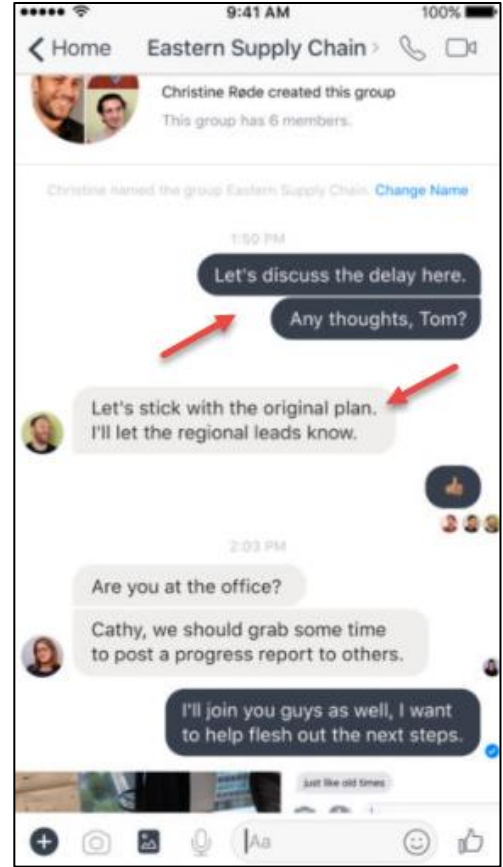 9:41 AM
100%
Home
Eastern Supply Chain
Christine Røde created this group
This group has 6 members.
Christine named the group Eastern Supply Chain. Change Name
1:50 PM
Let's discuss the delay here.
Any thoughts, Tom?
Let's stick with the original plan.
I'll let the regional leads know.
2:03 PM
Are you at the office?
Cathy, we should grab some time
to post a progress report to others.
I'll join you guys as well, I want
to help flesh out the next steps.
just like old times
Aa